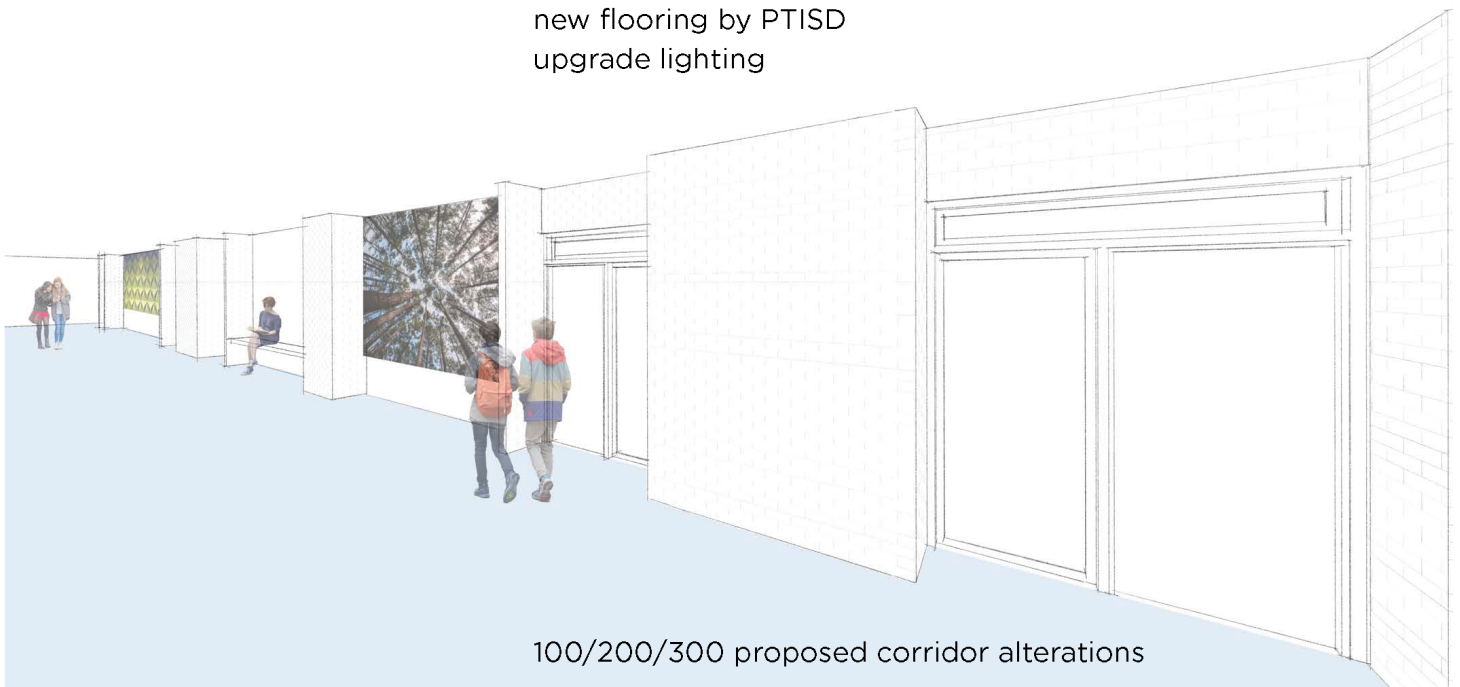 new flooring by PTISD
upgrade lighting
100/200/300 proposed corridor alterations